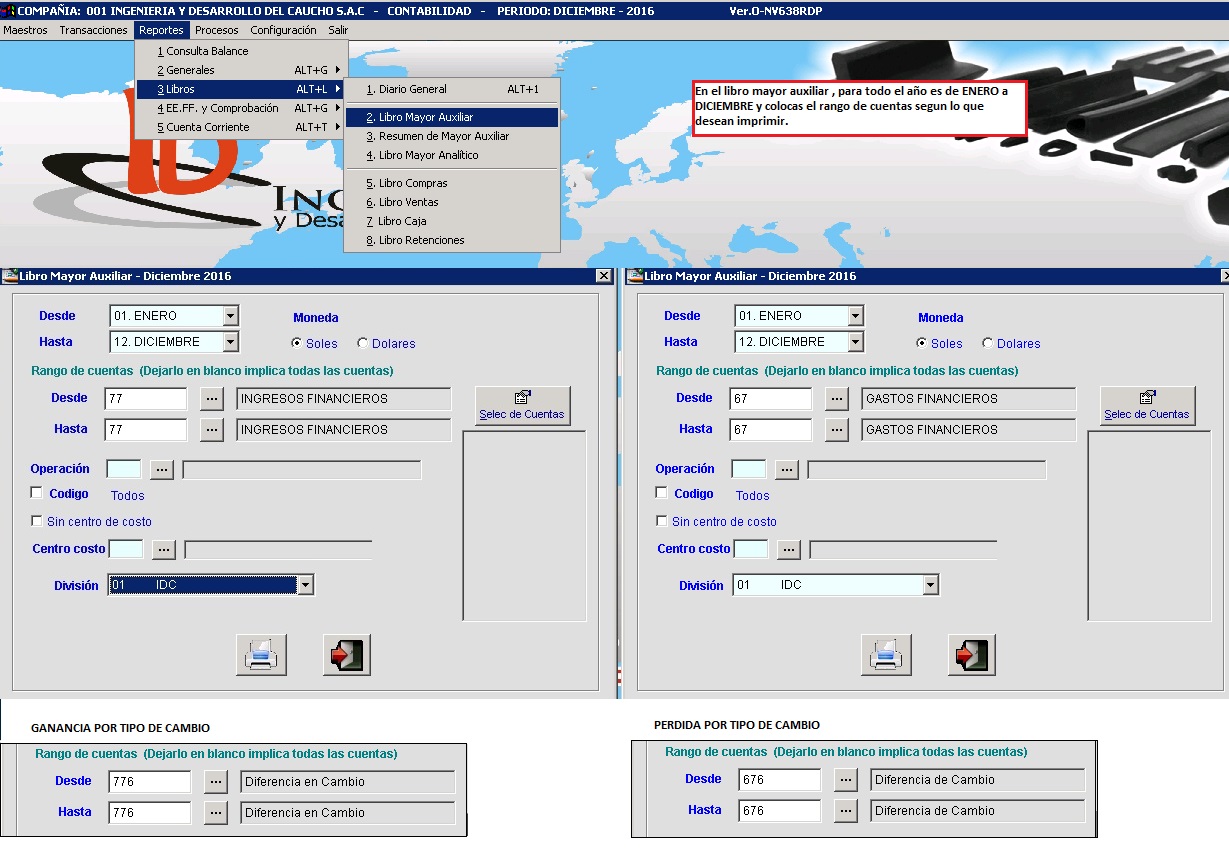 COMPAÑIA: 001 INGENIERIA Y DESARROLLO DEL CAUCHO S.A.C - CONTABILIDAD - PERIODO: DICIEMBRE - 2016 Ver.O-NV638RDP
Maestros Transacciones Reportes Procesos Configuración Salir
1 Consulta Balance
2 Generales ALT+G
3 Libros ALT+L
4 EE.FF. y Comprobación ALT+G
5 Cuenta Corriente ALT+T
1. Diario General ALT+1
2. Libro Mayor Auxiliar
3. Resumen de Mayor Auxiliar
4. Libro Mayor Analítico
5. Libro Compras
6. Libro Ventas
7 Libro Caja
8. Libro Retenciones
En el libro mayor auxiliar , para todo el año es de ENERO a
DICIEMBRE y colocas el rango de cuentas segun lo que
desean imprimir.
ID
ING
y Desa
Libro Mayor Auxiliar - Diciembre 2016
Desde 01. ENERO Moneda
Hasta 12. DICIEMBRE Soles Dolares
Rango de cuentas (Dejarlo en blanco implica todas las cuentas)
Desde 77 ... INGRESOS FINANCIEROS
Hasta 77 ... INGRESOS FINANCIEROS
Selec de Cuentas
Operación ...
Codigo Todos
Sin centro de costo
Centro costo ...
División 01 IDC
Libro Mayor Auxiliar - Diciembre 2016
Desde 01. ENERO Moneda
Hasta 12. DICIEMBRE Soles Dolares
Rango de cuentas (Dejarlo en blanco implica todas las cuentas)
Desde 67 ... GASTOS FINANCIEROS
Hasta 67 ... GASTOS FINANCIEROS
Selec de Cuentas
Operación ...
Codigo Todos
Sin centro de costo
Centro costo ...
División 01 IDC
GANANCIA POR TIPO DE CAMBIO
Rango de cuentas (Dejarlo en blanco implica todas las cuentas)
Desde 776 ... Diferencia en Cambio
Hasta 776 ... Diferencia en Cambio
PERDIDA POR TIPO DE CAMBIO
Rango de cuentas (Dejarlo en blanco implica todas las cuentas)
Desde 676 ... Diferencia de Cambio
Hasta 676 ... Diferencia de Cambio